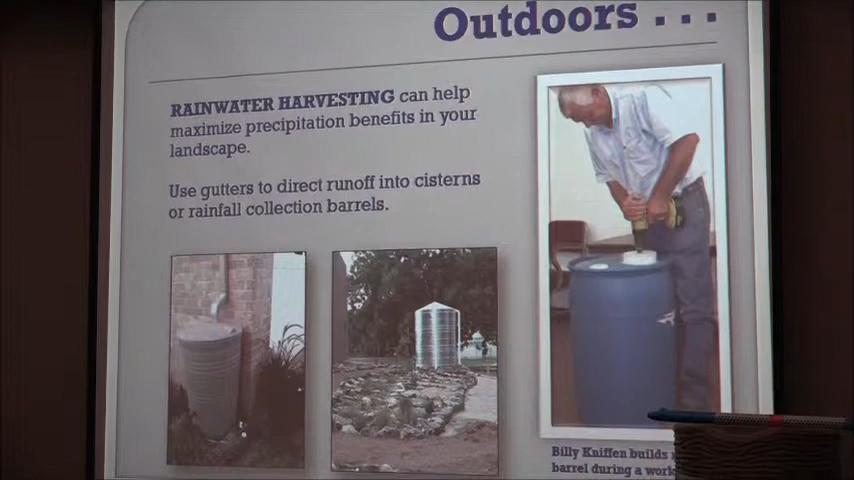 Outdoors . . .
RAINWATER HARVESTING can help
maximize precipitation benefits in your
landscape.
Use gutters to direct runoff into cisterns
or rainfall collection barrels.
Billy Kniffen builds
barrel during a work